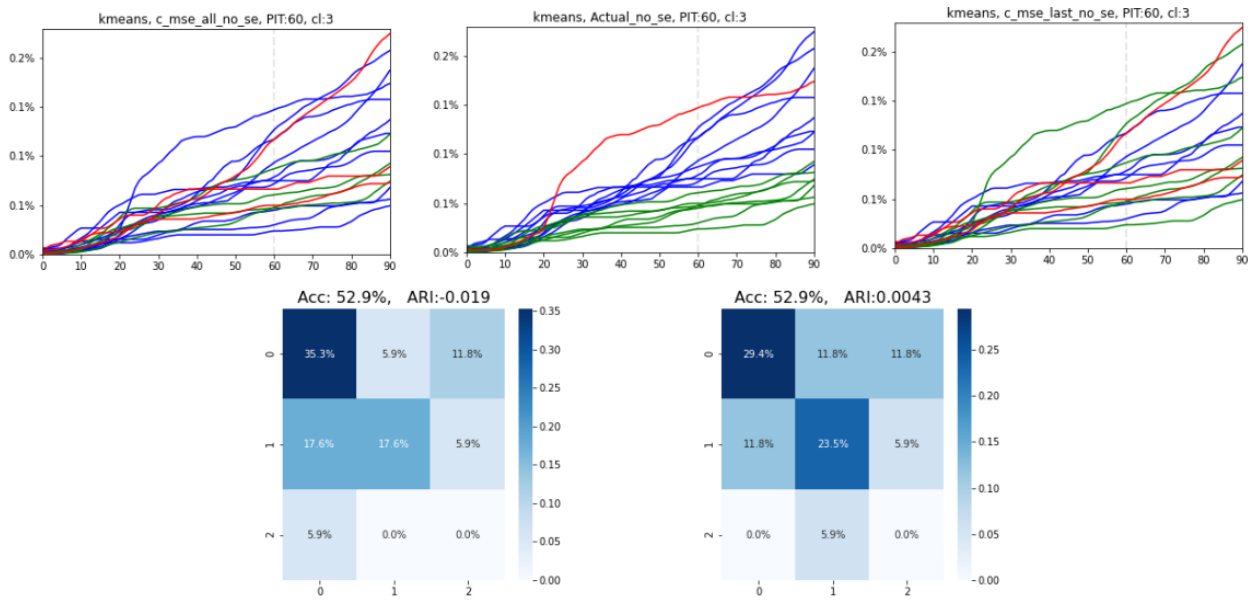 kmeans, c_mse_all_no_se, PIT:60, cl:3
0.2%
0.1%
0.1%
0.0%
0 10 20 30 40 50 60 70 80 90
kmeans, Actual_no_se, PIT:60, cl:3
0.2%
0.1%
0.1%
0.0%
0 10 20 30 40 50 60 70 80 90
kmeans, c_mse_last_no_se, PIT:60, cl:3
0.2%
0.1%
0.1%
0.0%
0 10 20 30 40 50 60 70 80 90
Acc: 52.9%, ARI:-0.019
0
35.3% 5.9% 11.8%
1
17.6% 17.6% 5.9%
2
5.9% 0.0% 0.0%
0 1 2
0.35
0.30
0.25
0.20
0.15
0.10
0.05
0.00
Acc: 52.9%, ARI:0.0043
0
29.4% 11.8% 11.8%
1
11.8% 23.5% 5.9%
2
0.0% 5.9% 0.0%
0 1 2
0.25
0.20
0.15
0.10
0.05
0.00